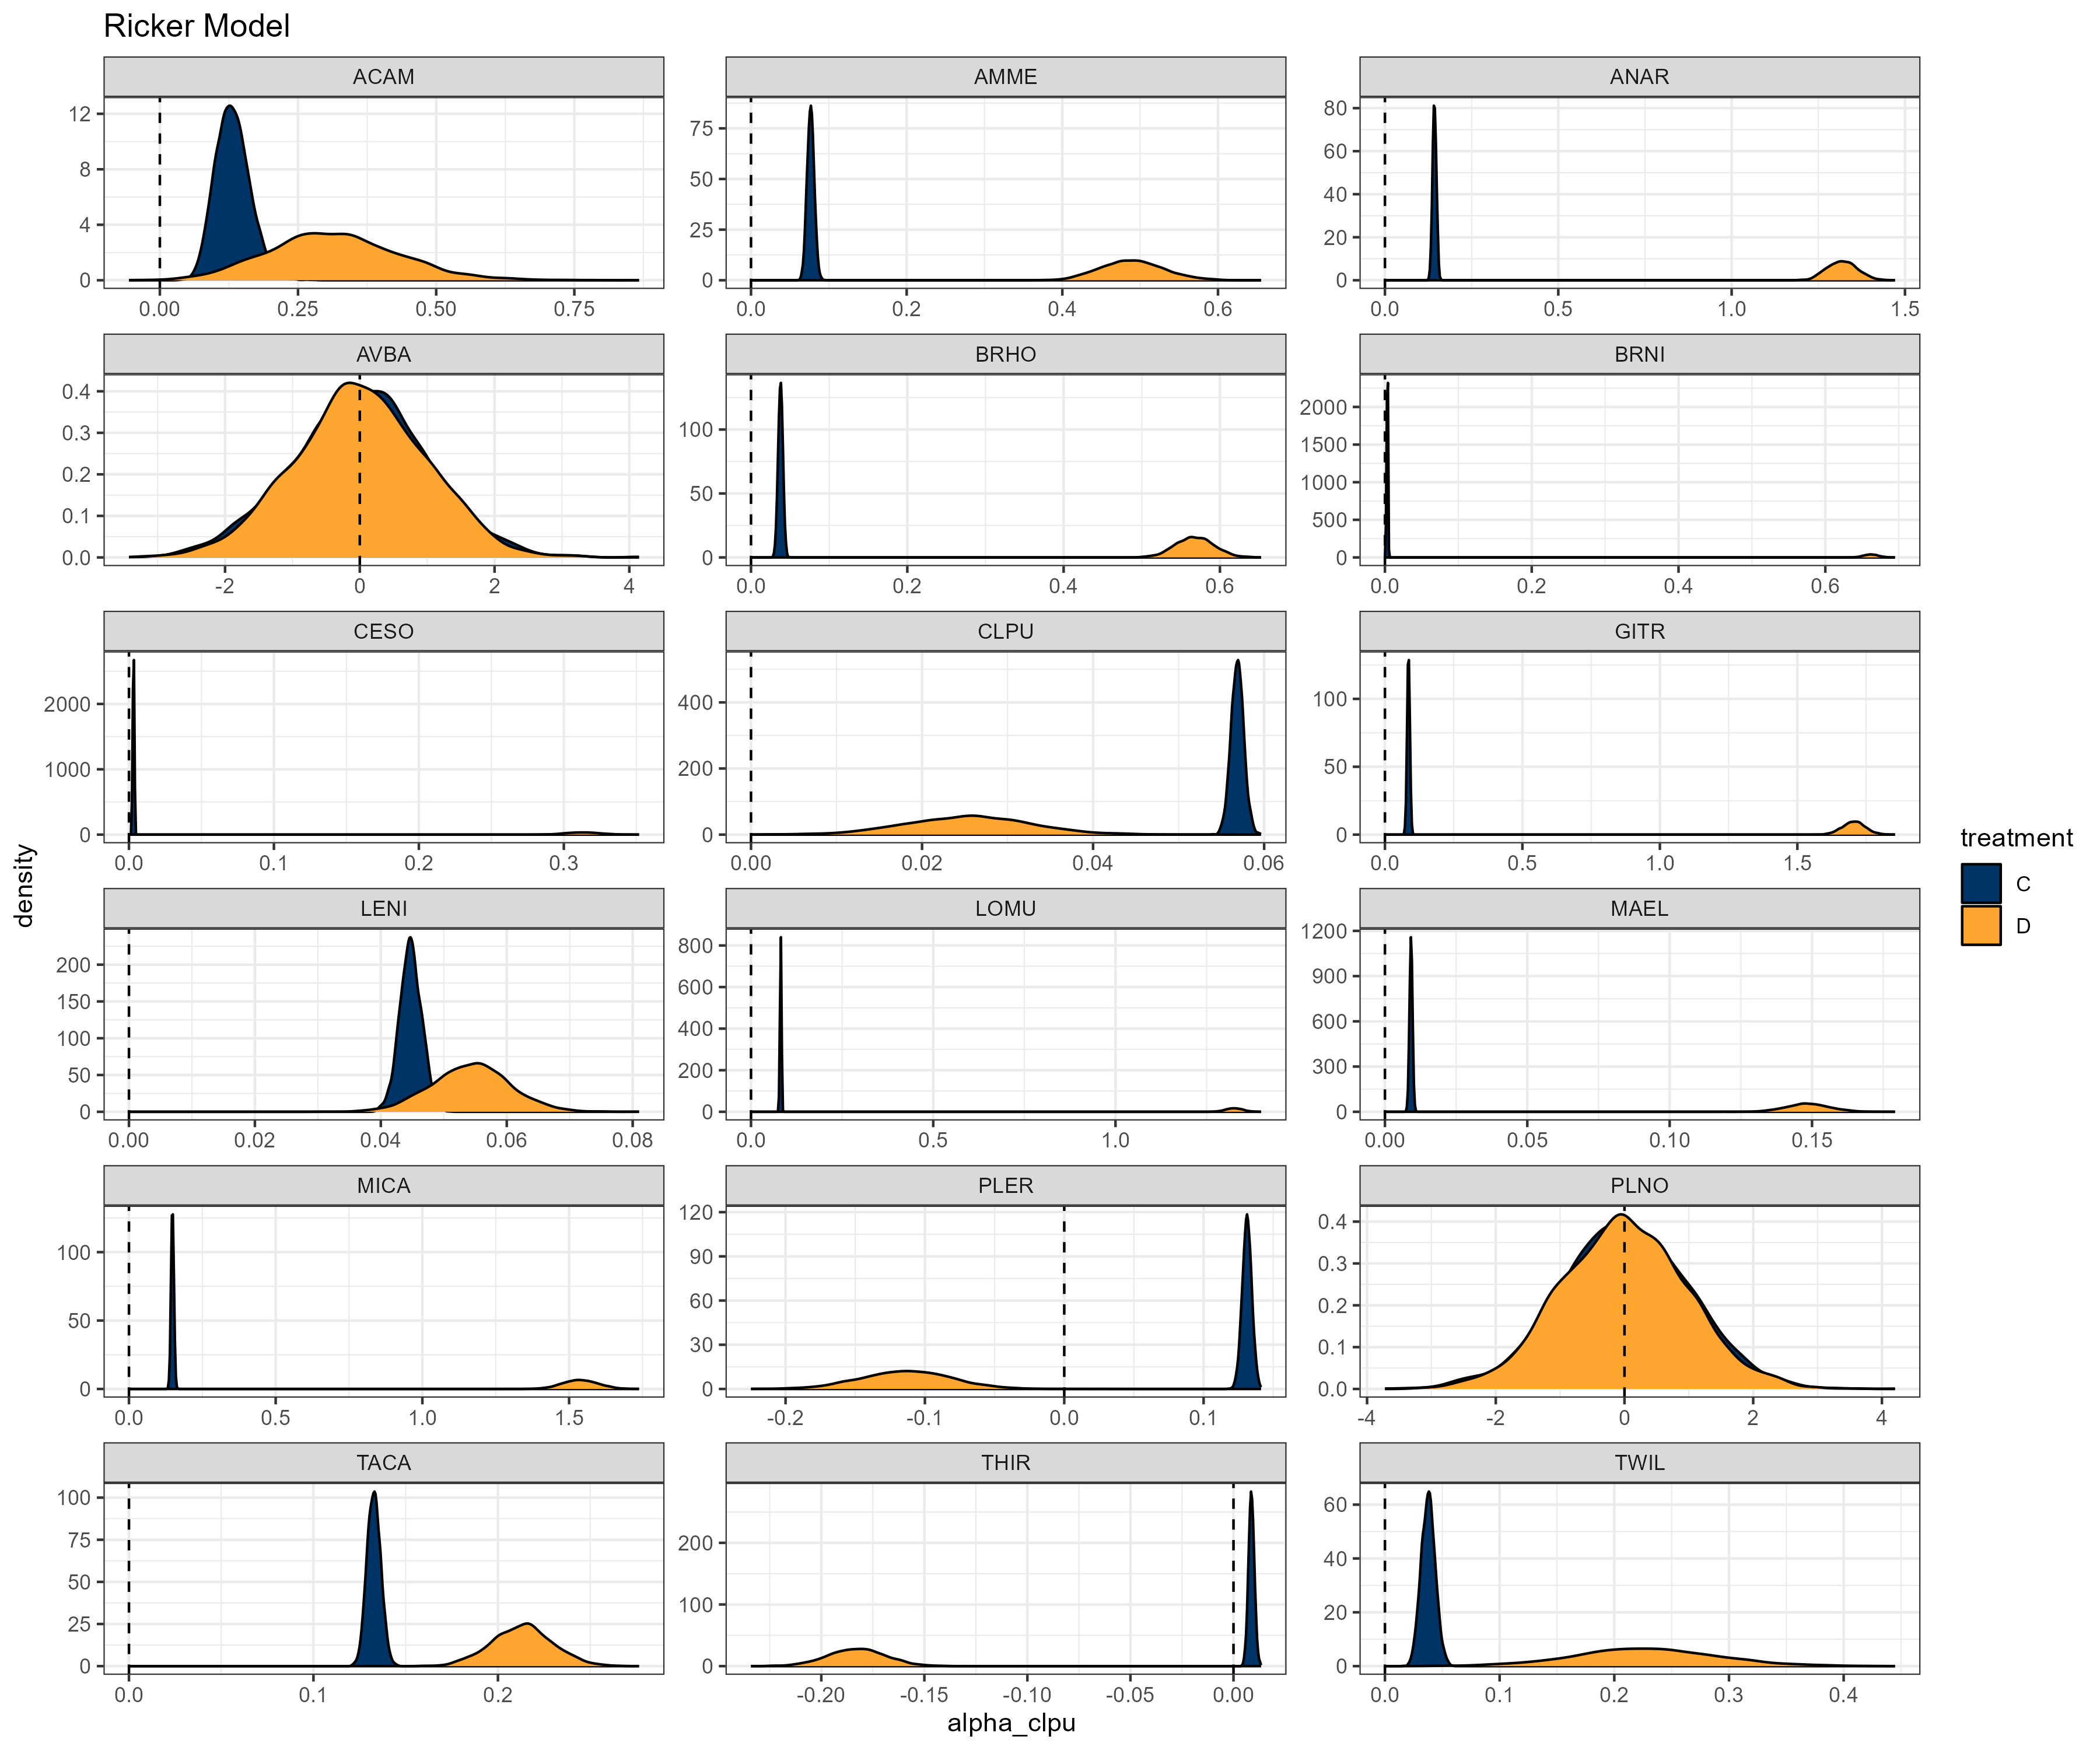 Ricker Model
ACAM AMME ANAR
12 8 4 0
0.00 0.25 0.50 0.75
75 50 25 0
0.0 0.2 0.4 0.6
80 60 40 20 0
0.0 0.5 1.0 1.5
AVBA BRHO BRNI
0.4 0.3 0.2 0.1 0.0
-2 0 2 4
100 50 0
0.0 0.2 0.4 0.6
2000 1500 1000 500 0
0.0 0.2 0.4 0.6
CESO CLPU GITR
2000 1000 0
0.0 0.1 0.2 0.3
400 200 0
0.00 0.02 0.04 0.06
100 50 0
0.0 0.5 1.0 1.5
LENI LOMU MAEL
200 150 100 50 0
0.00 0.02 0.04 0.06 0.08
800 600 400 200 0
0.0 0.5 1.0
1200 900 600 300 0
0.00 0.05 0.10 0.15
MICA PLER PLNO
100 50 0
0.0 0.5 1.0 1.5
120 90 60 30 0
-0.2 -0.1 0.0 0.1
0.4 0.3 0.2 0.1 0.0
-4 -2 0 2 4
TACA THIR TWIL
100 75 50 25 0
0.0 0.1 0.2
200 100 0
-0.20 -0.15 -0.10 -0.05 0.00
60 40 20 0
0.0 0.1 0.2 0.3 0.4
density
alpha_clpu
treatment
C
D